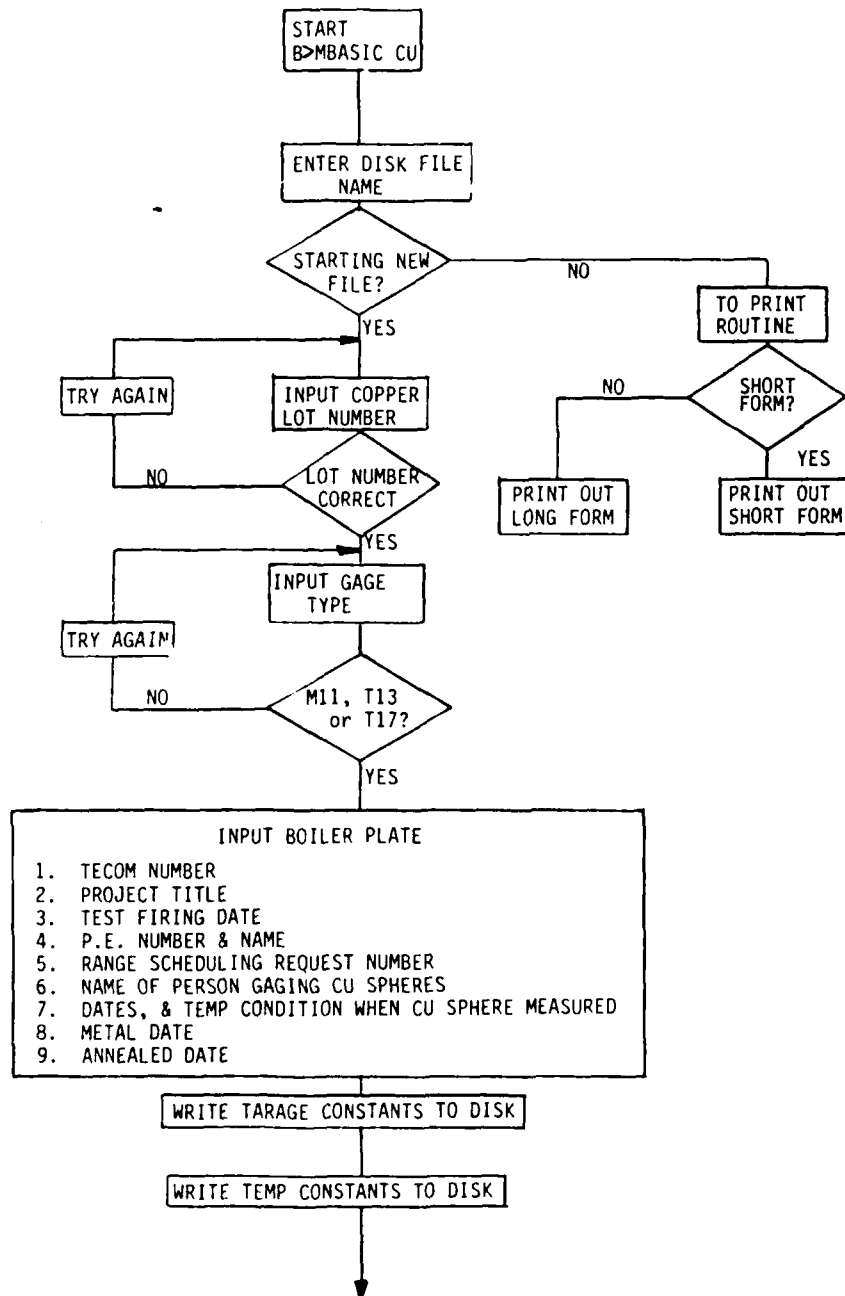 START
B>MBASIC CU
ENTER DISK FILE
NAME
STARTING NEW
FILE?
NO
YES
TO PRINT
ROUTINE
TRY AGAIN
INPUT COPPER
LOT NUMBER
NO
SHORT
FORM?
YES
NO
LOT NUMBER
CORRECT
PRINT OUT
LONG FORM
PRINT OUT
SHORT FORM
YES
INPUT GAGE
TYPE
TRY AGAIN
NO
M11, T13
or T17?
YES
INPUT BOILER PLATE
1. TECOM NUMBER
2. PROJECT TITLE
3. TEST FIRING DATE
4. P.E. NUMBER & NAME
5. RANGE SCHEDULING REQUEST NUMBER
6. NAME OF PERSON GAGING CU SPHERES
7. DATES, & TEMP CONDITION WHEN CU SPHERE MEASURED
8. METAL DATE
9. ANNEALED DATE
WRITE TARAGE CONSTANTS TO DISK
WRITE TEMP CONSTANTS TO DISK